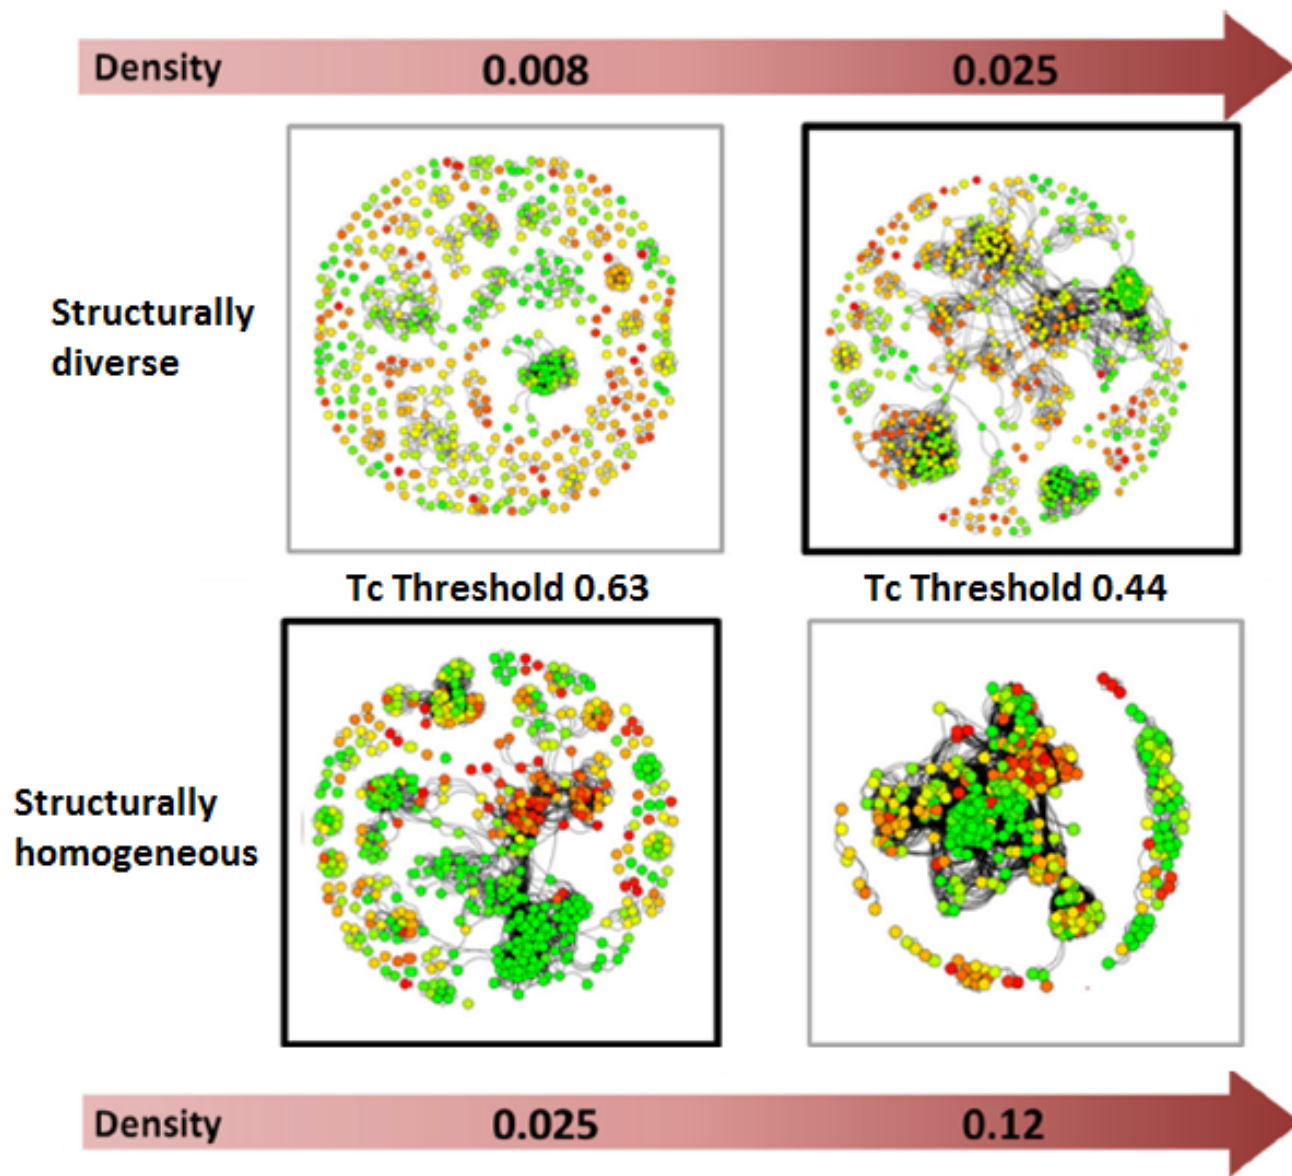 Density 0.008 0.025
Structurally
diverse
Tc Threshold 0.63 Tc Threshold 0.44
Structurally
homogeneous
Density 0.025 0.12